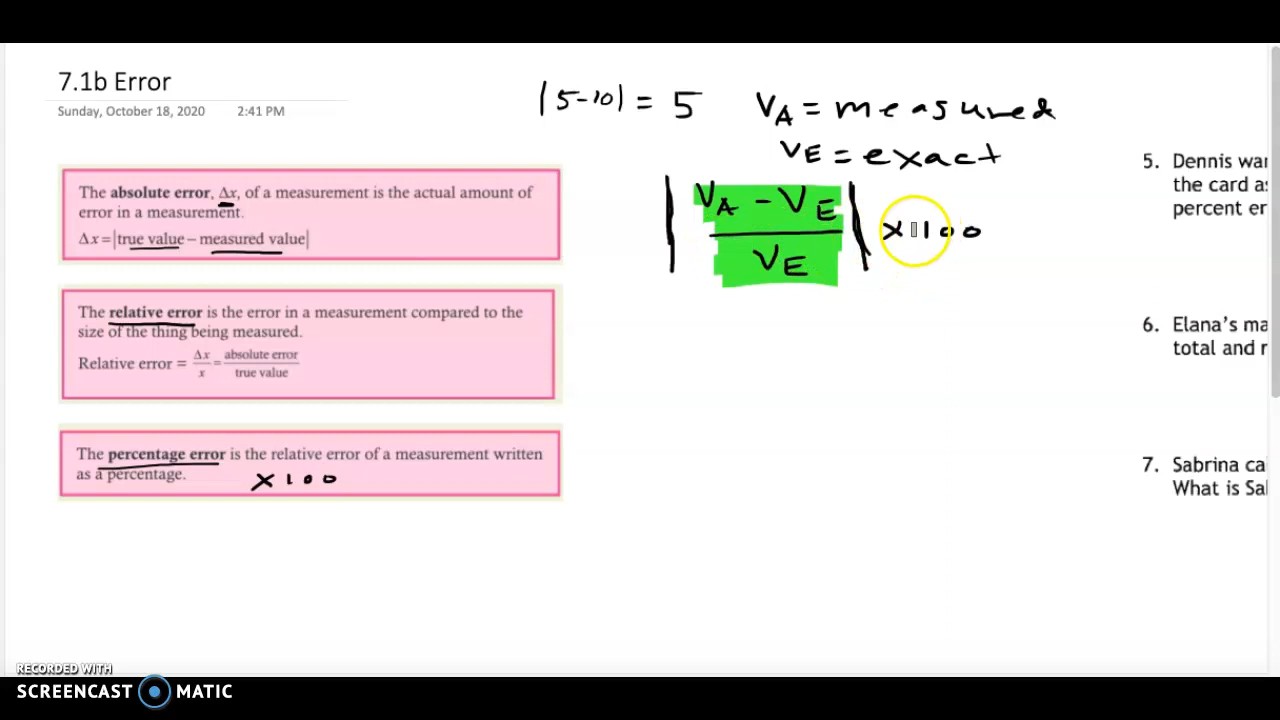 7.1b Error
Sunday, October 18, 2020 2:41 PM
|5-10| = 5
VA = measured
VE = exact
The absolute error, Δx, of a measurement is the actual amount of
error in a measurement.
Δx = |true value – measured value|
| VA - VE
VE | x 100
The relative error is the error in a measurement compared to the
size of the thing being measured.
Relative error = Δx/x = absolute error/true value
The percentage error is the relative error of a measurement written
as a percentage.
x 100
5. Dennis wa
the card a
percent er
6. Elana's ma
total and r
7. Sabrina ca
What is Sa
RECORDED WITH
SCREENCAST MATIC